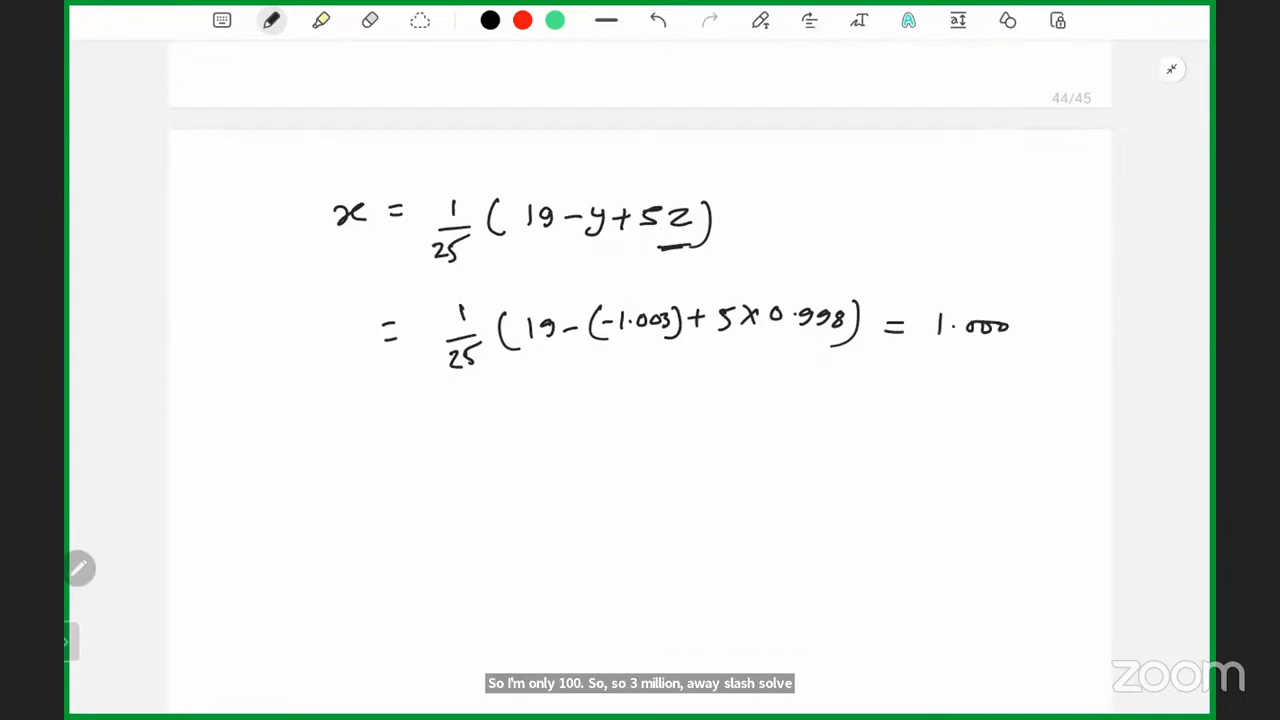 44/45
x = 1/25 ( 19 - y + 5z )
= 1/25 ( 19 - (-1.003) + 5 × 0.998 ) = 1.000
So I'm only 100. So, so 3 million, away slash solve
zoom